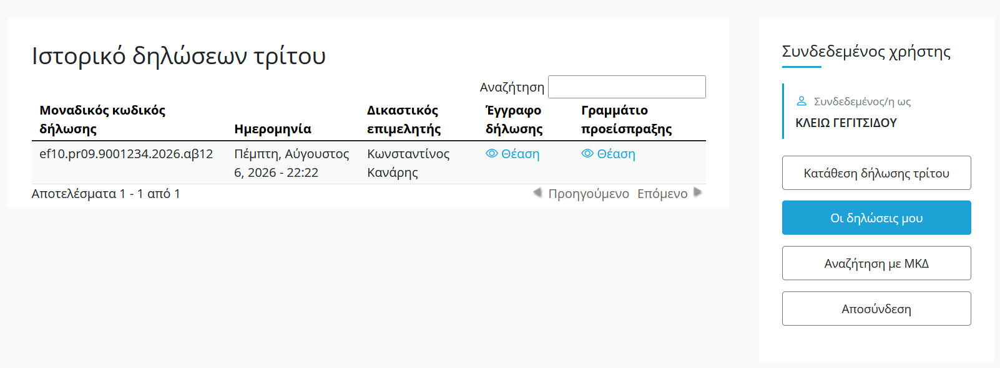 Ιστορικό δηλώσεων τρίτου
Αναζήτηση
Μοναδικός κωδικός δήλωσης
Ημερομηνία
Δικαστικός επιμελητής
Έγγραφο δήλωσης
Γραμμάτιο προείσπραξης
ef10.pr09.9001234.2026.αβ12
Πέμπτη, Αύγουστος 6, 2026 - 22:22
Κωνσταντίνος Κανάρης
Θέαση
Θέαση
Αποτελέσματα 1 - 1 από 1
Προηγούμενο Επόμενο
Συνδεδεμένος χρήστης
Συνδεδεμένος/η ως
ΚΛΕΙΩ ΓΕΓΙΤΣΙΔΟΥ
Κατάθεση δήλωσης τρίτου
Οι δηλώσεις μου
Αναζήτηση με ΜΚΔ
Αποσύνδεση